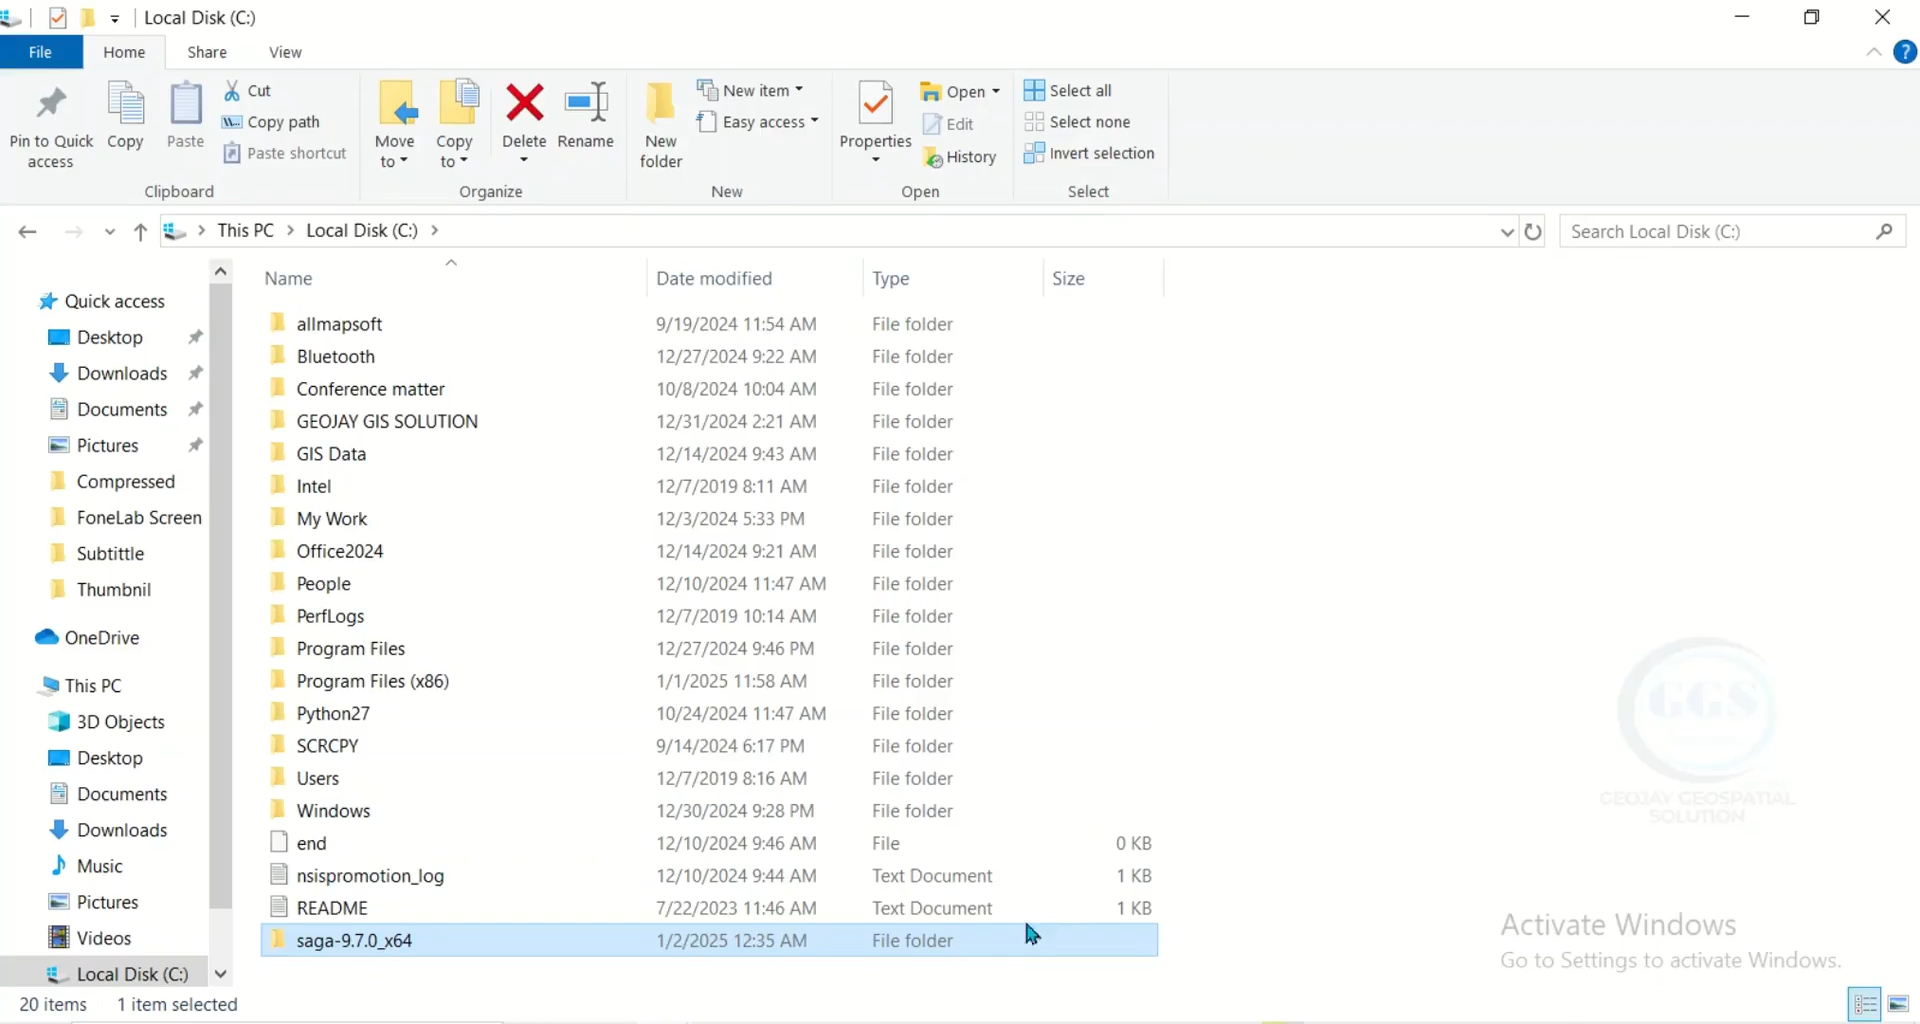 Local Disk (C:)
File Home Share View
Pin to Quick access
Copy
Paste
Cut
Copy path
Paste shortcut
Clipboard
Move to
Copy to
Delete
Rename
Organize
New folder
New item
Easy access
New
Properties
Open
Edit
History
Open
Select all
Select none
Invert selection
Select
This PC > Local Disk (C:) >
Search Local Disk (C:)
Quick access
Desktop
Downloads
Documents
Pictures
Compressed
FoneLab Screen
Subtittle
Thumbnil
OneDrive
This PC
3D Objects
Desktop
Documents
Downloads
Music
Pictures
Videos
Local Disk (C:)
Name Date modified Type Size
allmapsoft 9/19/2024 11:54 AM File folder
Bluetooth 12/27/2024 9:22 AM File folder
Conference matter 10/8/2024 10:04 AM File folder
GEOJAY GIS SOLUTION 12/31/2024 2:21 AM File folder
GIS Data 12/14/2024 9:43 AM File folder
Intel 12/7/2019 8:11 AM File folder
My Work 12/3/2024 5:33 PM File folder
Office2024 12/14/2024 9:21 AM File folder
People 12/10/2024 11:47 AM File folder
PerfLogs 12/7/2019 10:14 AM File folder
Program Files 12/27/2024 9:46 PM File folder
Program Files (x86) 1/1/2025 11:58 AM File folder
Python27 10/24/2024 11:47 AM File folder
SCRCPY 9/14/2024 6:17 PM File folder
Users 12/7/2019 8:16 AM File folder
Windows 12/30/2024 9:28 PM File folder
end 12/10/2024 9:46 AM File 0 KB
nsispromotion_log 12/10/2024 9:44 AM Text Document 1 KB
README 7/22/2023 11:46 AM Text Document 1 KB
saga-9.7.0_x64 1/2/2025 12:35 AM File folder
GGS
GEOJAY GEOSPATIAL
SOLUTION
Activate Windows
Go to Settings to activate Windows.
20 items 1 item selected